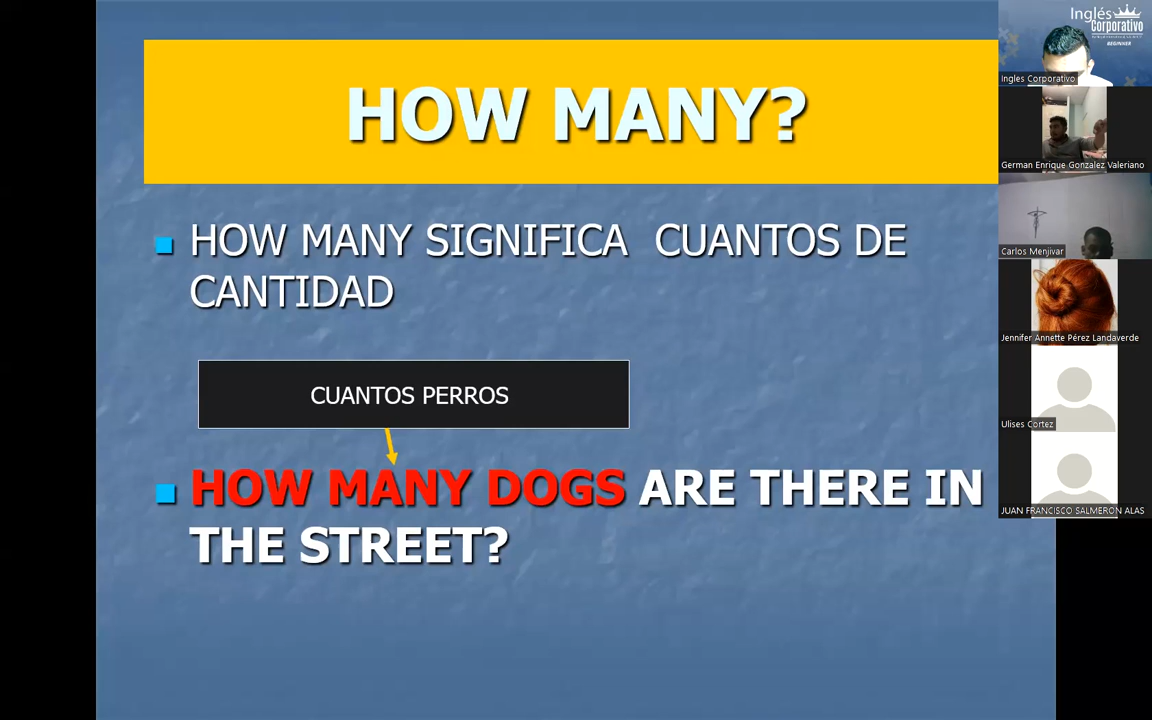 HOW MANY?
HOW MANY SIGNIFICA CUANTOS DE
CANTIDAD
CUANTOS PERROS
HOW MANY DOGS ARE THERE IN
THE STREET?
Inglés
Corporativo
BEGINNER
Ingles Corporativo
German Enrique Gonzalez Valeriano
Carlos Menjivar
Jennifer Annette Pérez Landaverde
Ulises Cortez
JUAN FRANCISCO SALMERON ALAS